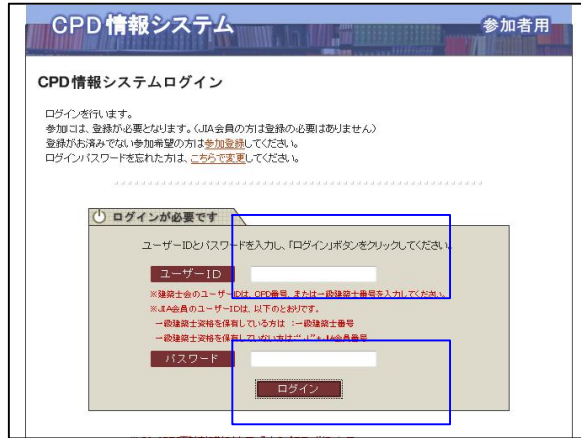 CPD情報システム
参加者用
CPD情報システムログイン
ログインを行います。
参加には、登録が必要となります。(JIA会員の方は登録の必要はありません)
登録がお済みでない参加希望の方は参加登録してください。
ログインパスワードを忘れた方は、こちらで変更してください。
ログインが必要です
ユーザーIDとパスワードを入力し、「ログイン」ボタンをクリックしてください。
ユーザーID
※建築士会のユーザーIDは、CPD番号、または一級建築士番号を入力してください。
※JIA会員のユーザーIDは、以下のとおりです。
一級建築士資格を保有している方は :一級建築士番号
一級建築士資格を保有していない方は:"J"+JIA会員番号
パスワード
ログイン